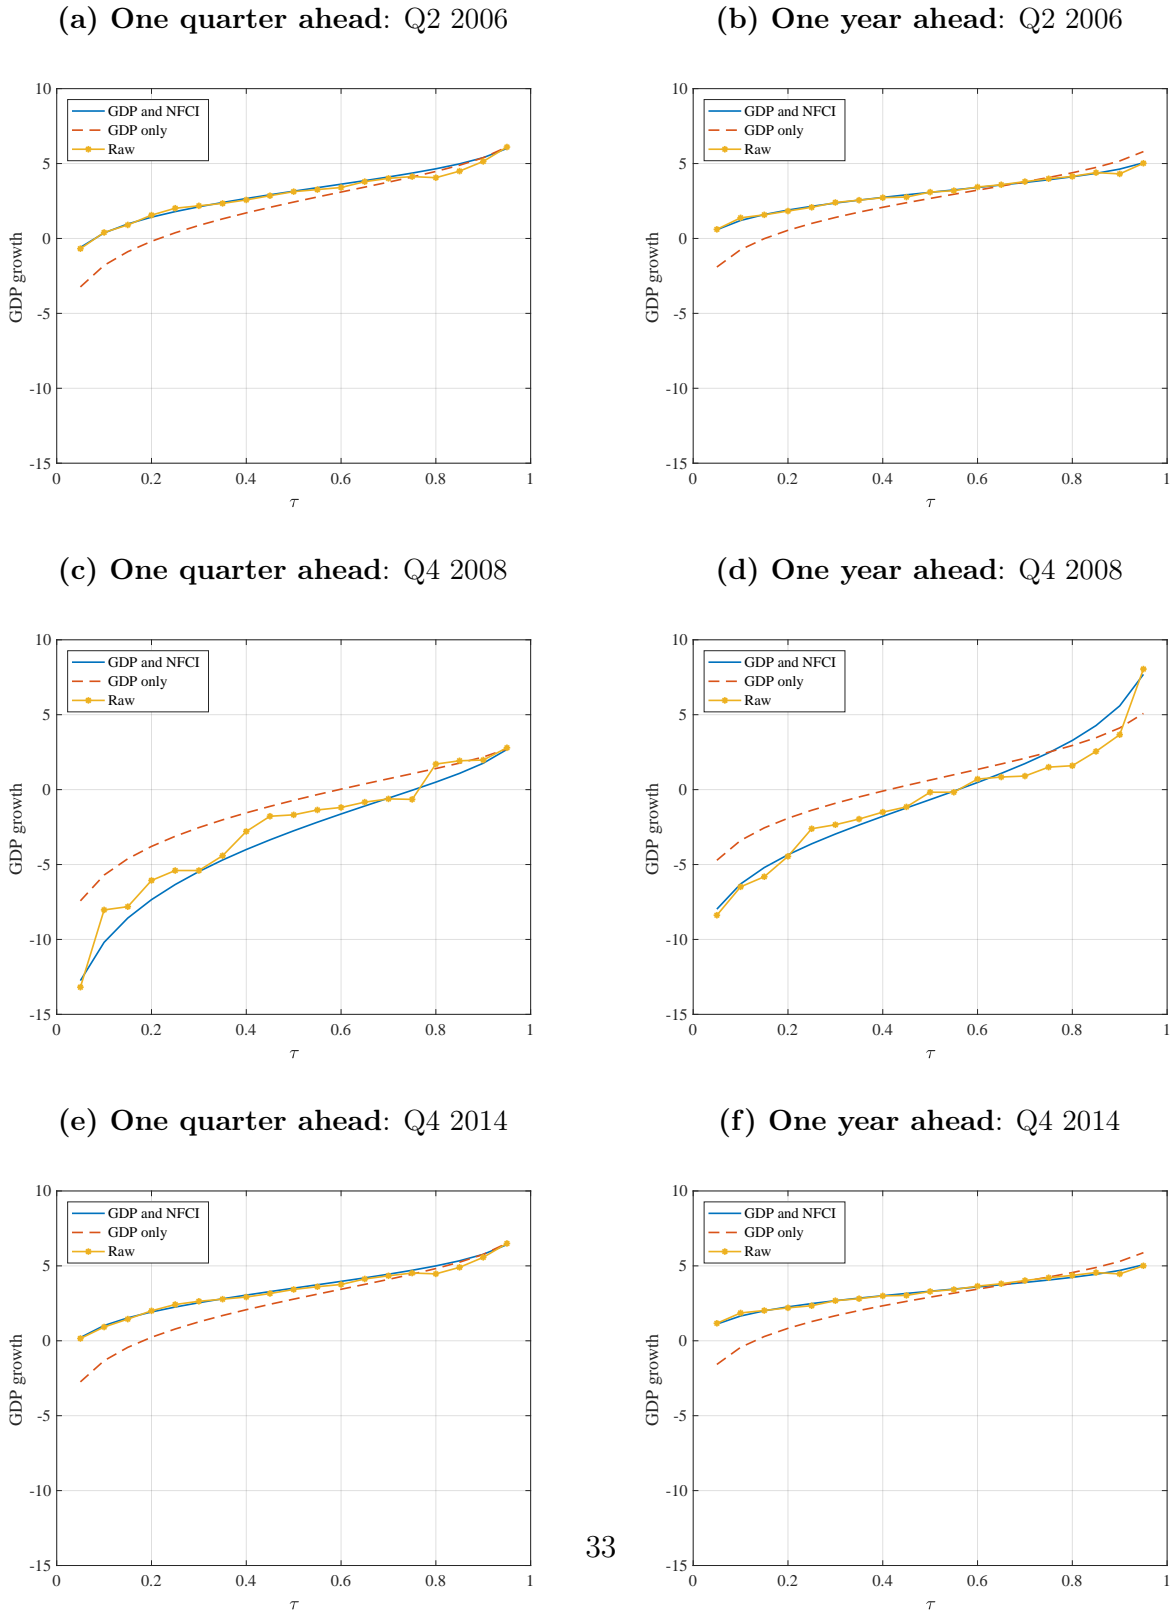 (a) One quarter ahead: Q2 2006
GDP and NFCI
GDP only
Raw
10
5
0
-5
-10
-15
GDP growth
0 0.2 0.4 0.6 0.8 1
τ
(b) One year ahead: Q2 2006
GDP and NFCI
GDP only
Raw
10
5
0
-5
-10
-15
GDP growth
0 0.2 0.4 0.6 0.8 1
τ
(c) One quarter ahead: Q4 2008
GDP and NFCI
GDP only
Raw
10
5
0
-5
-10
-15
GDP growth
0 0.2 0.4 0.6 0.8 1
τ
(d) One year ahead: Q4 2008
GDP and NFCI
GDP only
Raw
10
5
0
-5
-10
-15
GDP growth
0 0.2 0.4 0.6 0.8 1
τ
(e) One quarter ahead: Q4 2014
GDP and NFCI
GDP only
Raw
10
5
0
-5
-10
-15
GDP growth
0 0.2 0.4 0.6 0.8 1
τ
(f) One year ahead: Q4 2014
GDP and NFCI
GDP only
Raw
10
5
0
-5
-10
-15
GDP growth
0 0.2 0.4 0.6 0.8 1
τ
33